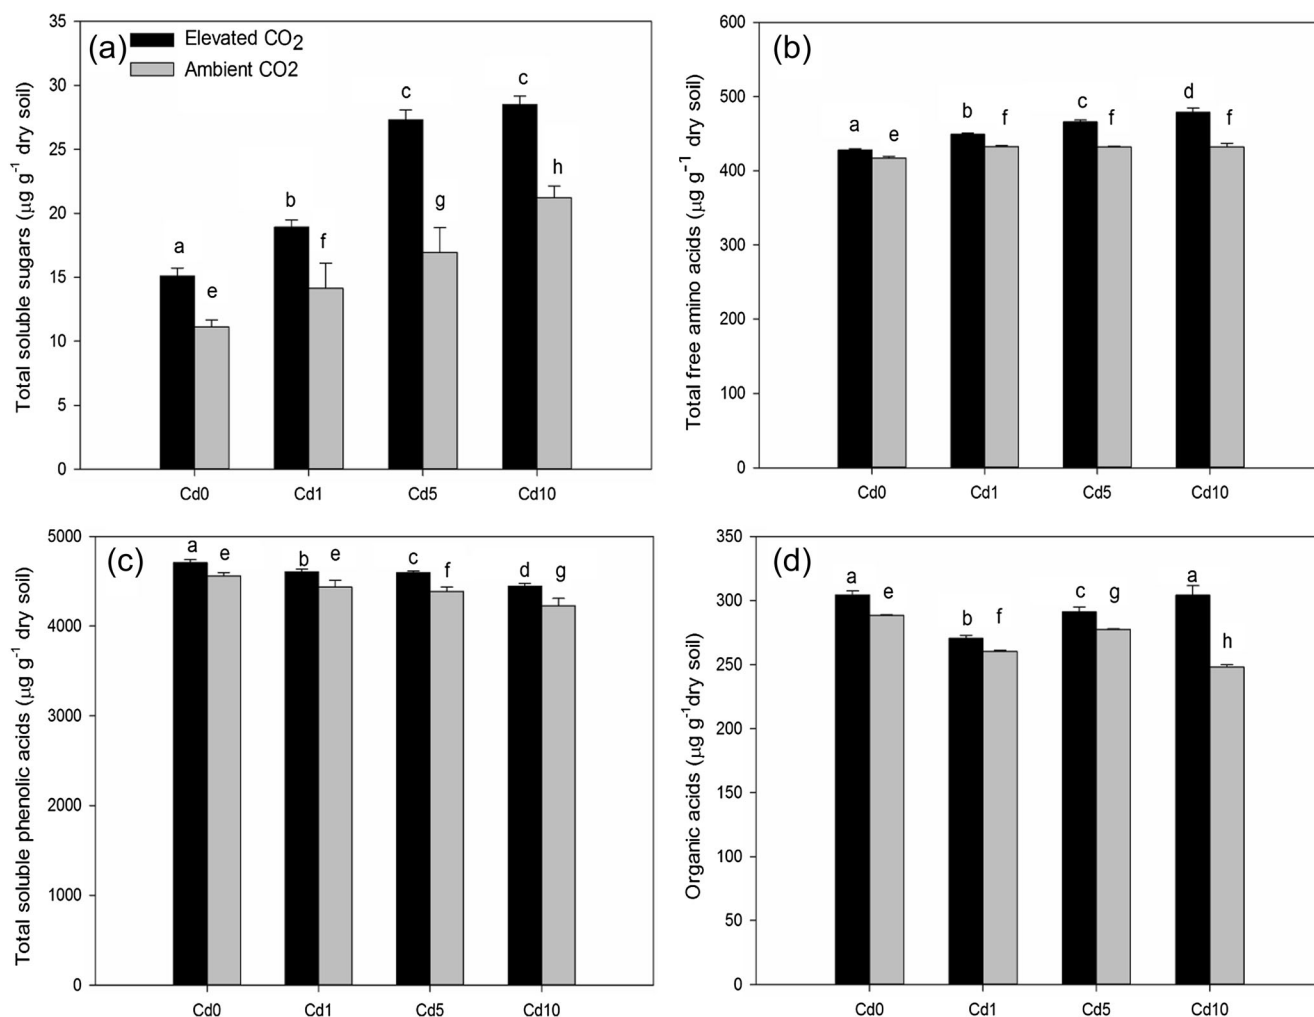 (a)
Elevated CO2
Ambient CO2
Total soluble sugars (μg g-1 dry soil)
35
30
25
20
15
10
5
0
a
e
b
f
c
g
c
h
Cd0 Cd1 Cd5 Cd10
(b)
Total free amino acids (μg g-1 dry soil)
600
500
400
300
200
100
0
a
e
b
f
c
f
d
f
Cd0 Cd1 Cd5 Cd10
(c)
Total soluble phenolic acids (μg g-1 dry soil)
5000
4000
3000
2000
1000
0
a
e
b
e
c
f
d
g
Cd0 Cd1 Cd5 Cd10
(d)
Organic acids (μg g-1dry soil)
350
300
250
200
150
100
50
0
a
e
b
f
c
g
a
h
Cd0 Cd1 Cd5 Cd10